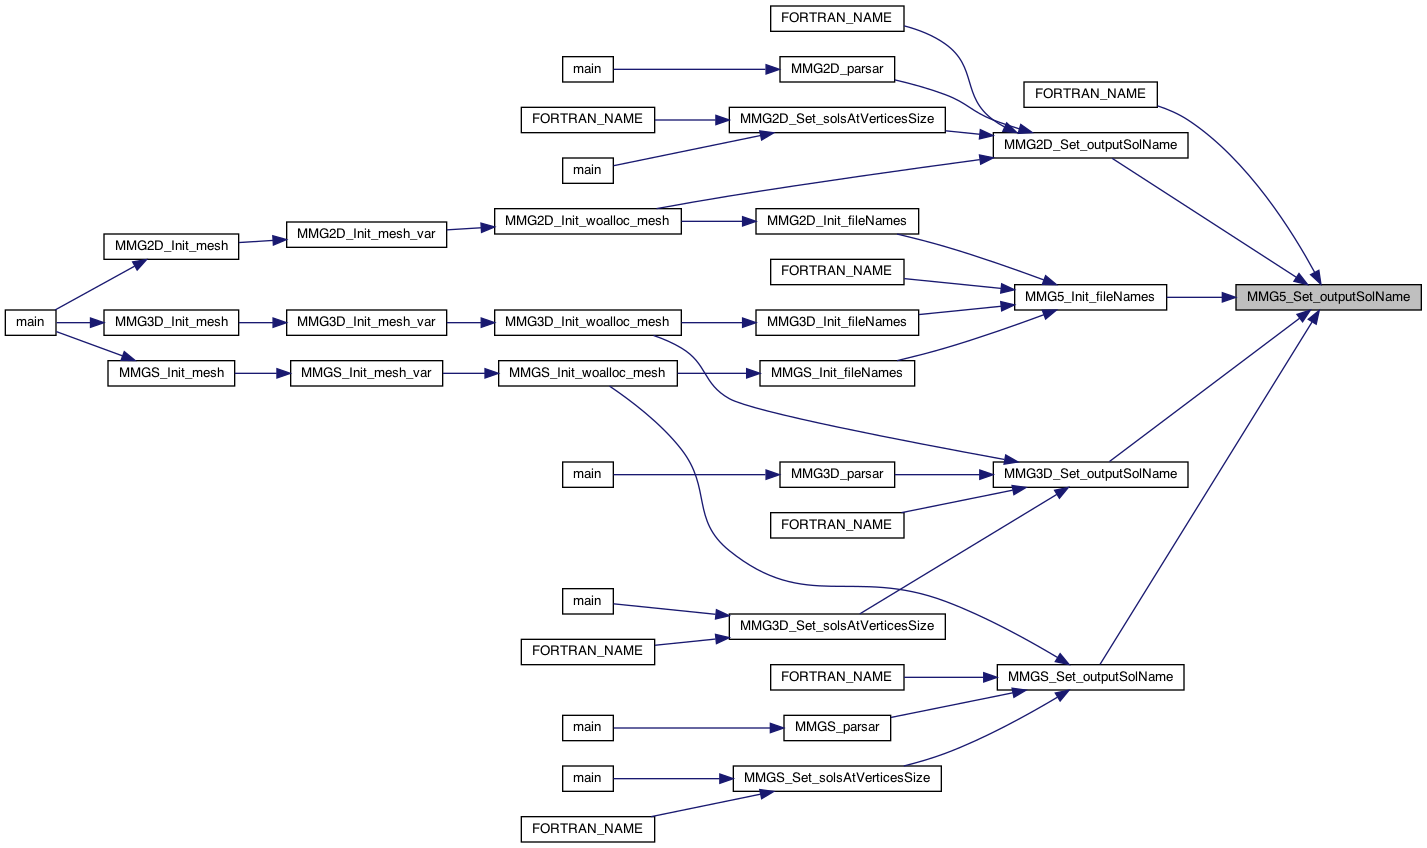 FORTRAN_NAME
main
MMG2D_parsar
FORTRAN_NAME
FORTRAN_NAME
MMG2D_Set_solsAtVerticesSize
MMG2D_Set_outputSolName
main
MMG2D_Init_woalloc_mesh
MMG2D_Init_fileNames
MMG2D_Init_mesh_var
MMG2D_Init_mesh
FORTRAN_NAME
MMG5_Init_fileNames
MMG5_Set_outputSolName
main
MMG3D_Init_mesh
MMG3D_Init_mesh_var
MMG3D_Init_woalloc_mesh
MMG3D_Init_fileNames
MMGS_Init_mesh
MMGS_Init_mesh_var
MMGS_Init_woalloc_mesh
MMGS_Init_fileNames
main
MMG3D_parsar
MMG3D_Set_outputSolName
FORTRAN_NAME
main
MMG3D_Set_solsAtVerticesSize
FORTRAN_NAME
FORTRAN_NAME
MMGS_Set_outputSolName
main
MMGS_parsar
main
MMGS_Set_solsAtVerticesSize
FORTRAN_NAME